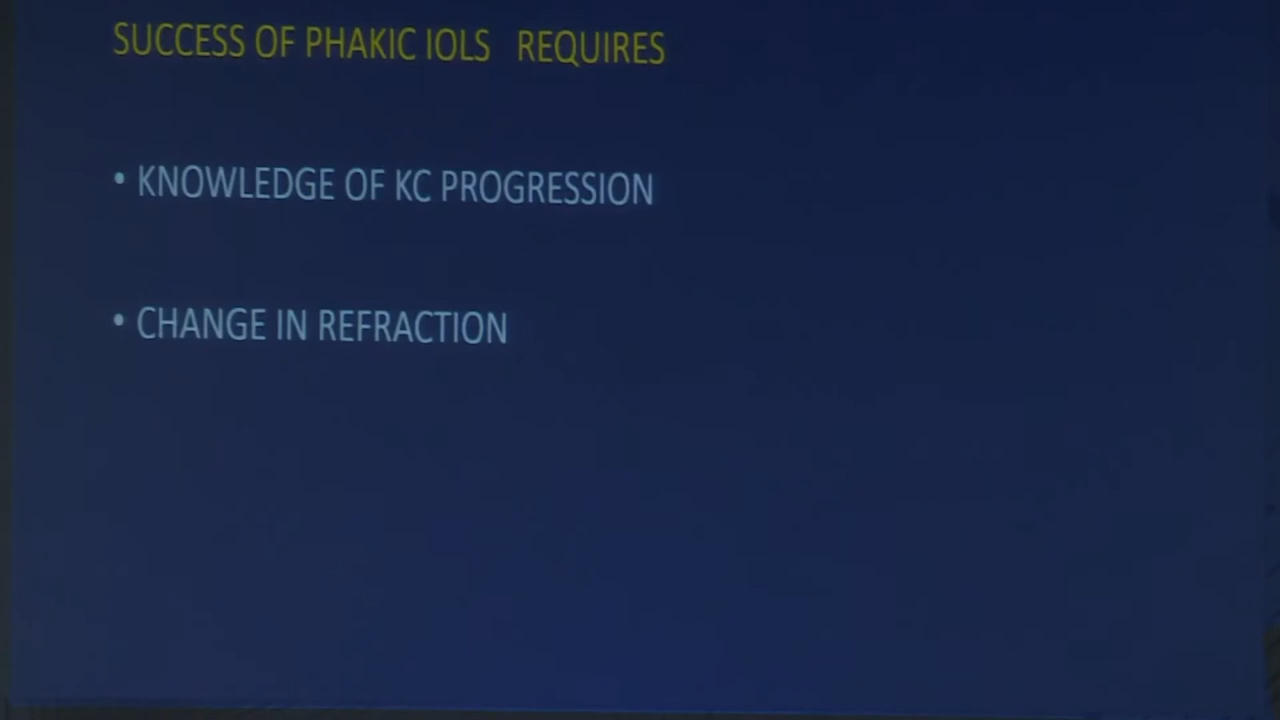 SUCCESS OF PHAKIC IOLS REQUIRES
• KNOWLEDGE OF KC PROGRESSION
• CHANGE IN REFRACTION